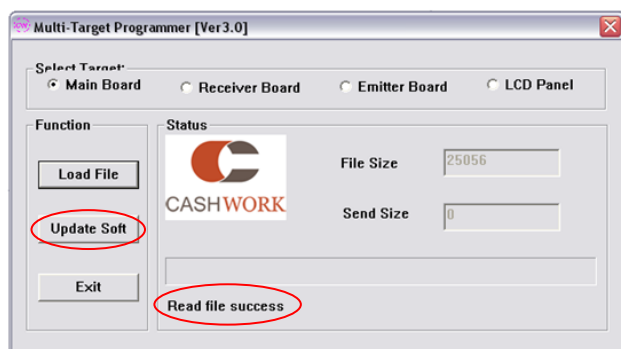 Multi-Target Programmer [Ver3.0]
Select Target:
Main Board
Receiver Board
Emitter Board
LCD Panel
Function
Load File
Update Soft
Exit
Status
CASHWORK
File Size
25056
Send Size
0
Read file success